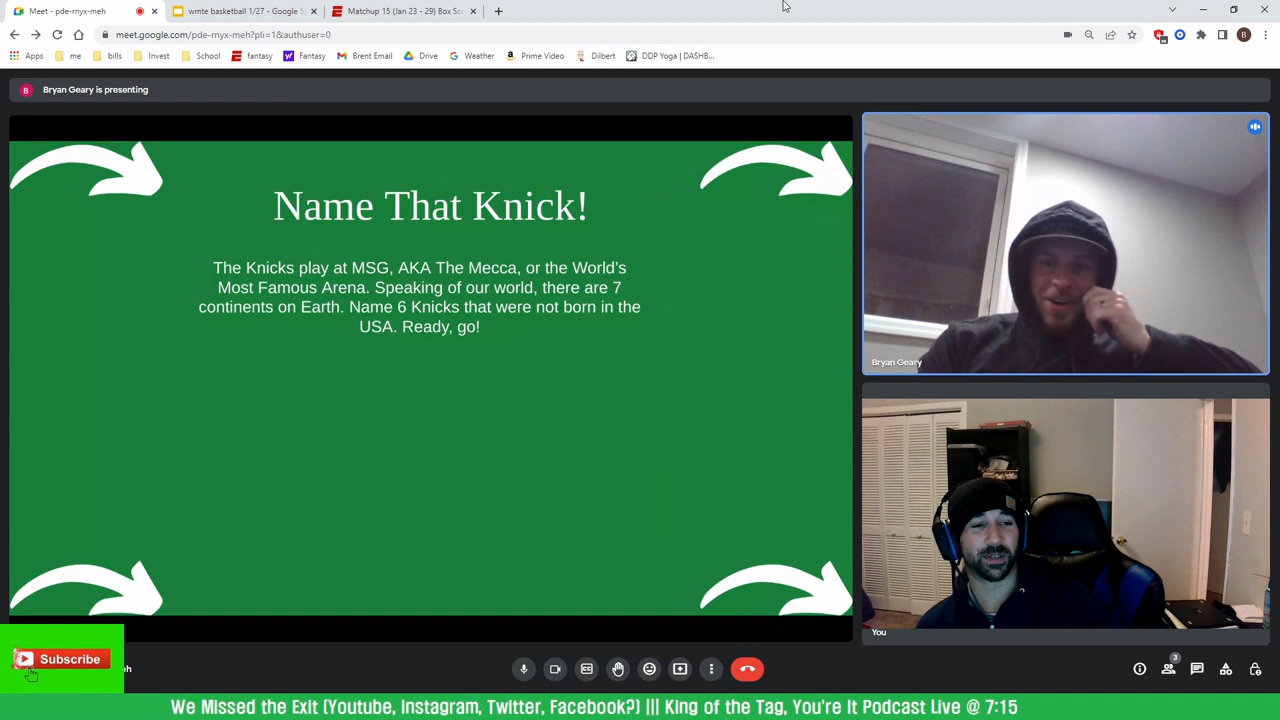 Meet - pde-rnyx-meh
wmte basketball 1/27 - Google S
Matchup 15 (Jan 23 - 29) Box Sco
meet.google.com/pde-rnyx-meh?pli=1&authuser=0
B
Apps
me
bills
Invest
School
fantasy
Fantasy
Brent Email
Drive
Weather
Prime Video
Dilbert
DDP Yoga | DASHB...
B Bryan Geary is presenting
Name That Knick!
The Knicks play at MSG, AKA The Mecca, or the World's
Most Famous Arena. Speaking of our world, there are 7
continents on Earth. Name 6 Knicks that were not born in the
USA. Ready, go!
Bryan Geary
You
Subscribe
eh
3
We Missed the Exit (Youtube, Instagram, Twitter, Facebook?) ||| King of the Tag, You're It Podcast Live @ 7:15